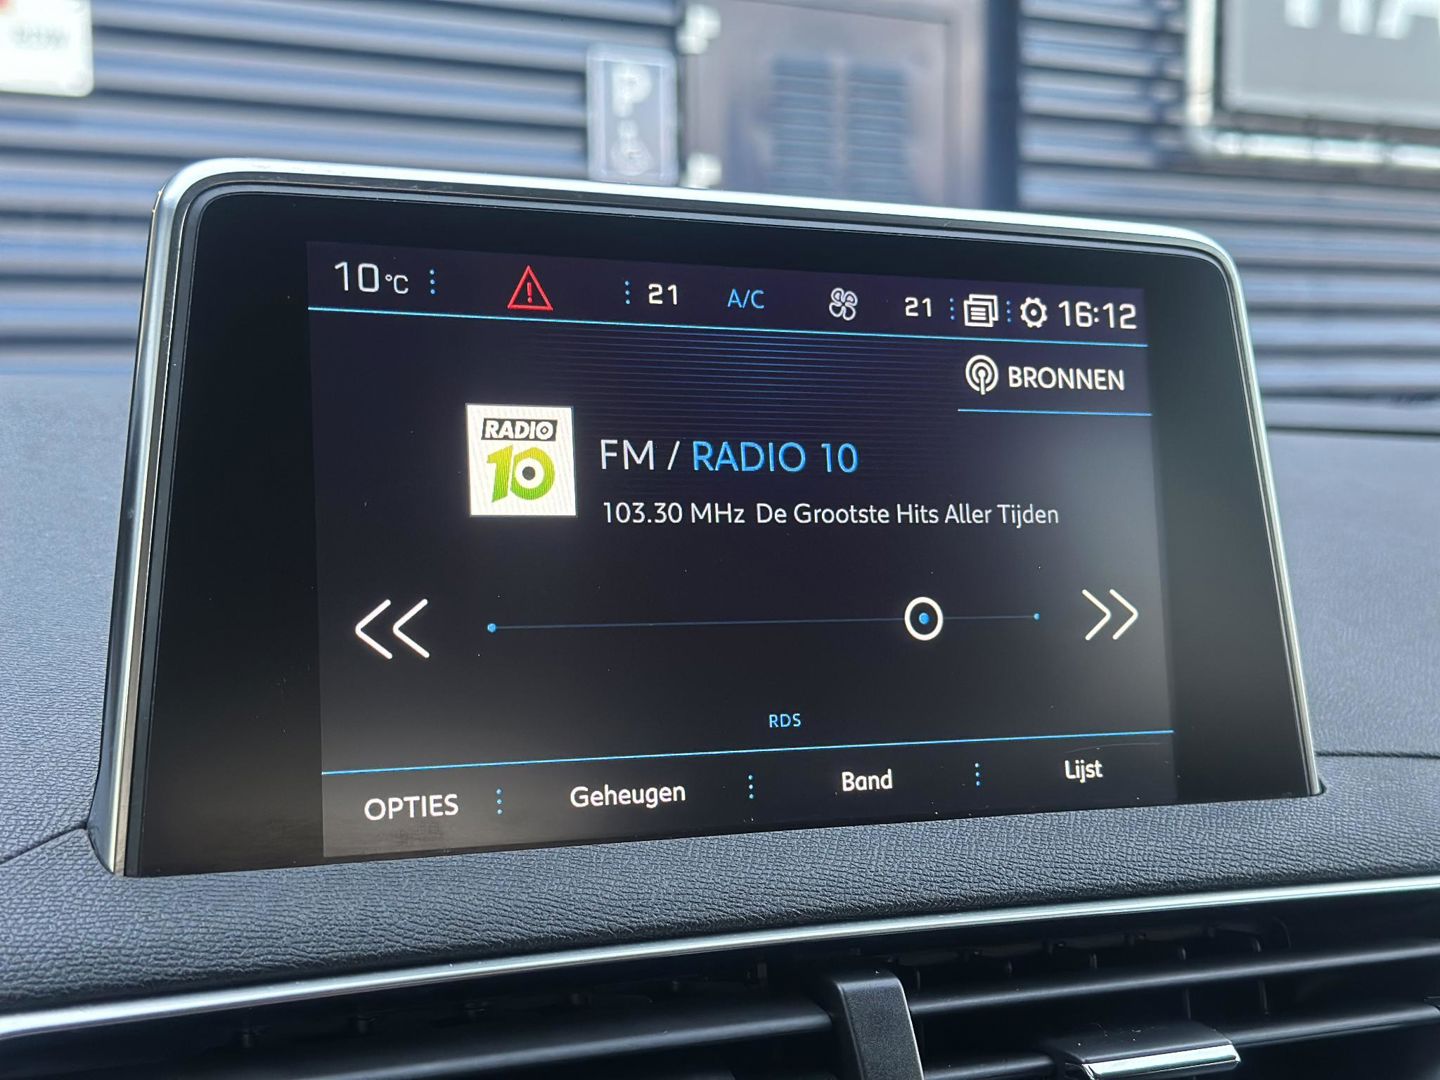 10°C 21 A/C 21 16:12
BRONNEN
RADIO
10
FM / RADIO 10
103.30 MHz De Grootste Hits Aller Tijden
RDS
OPTIES Geheugen Band Lijst